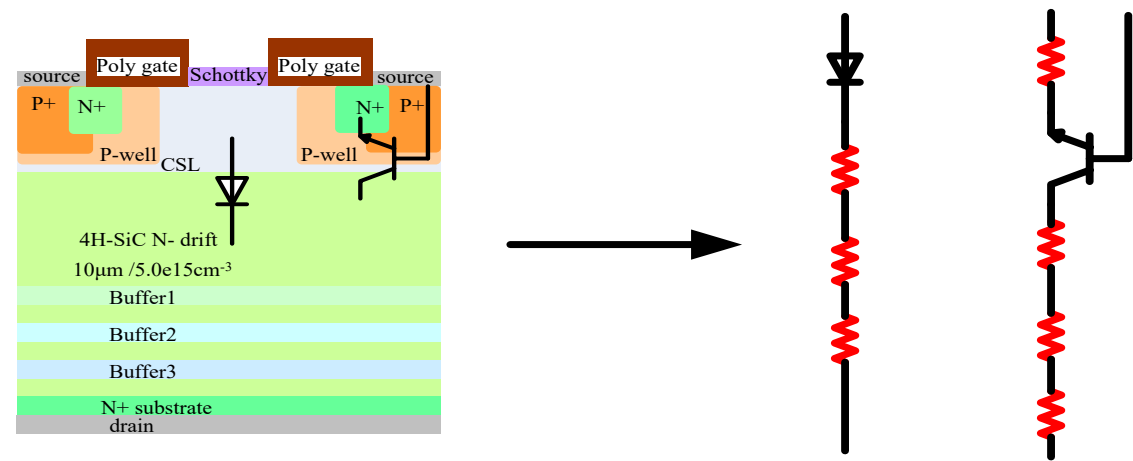 Poly gate
Poly gate
source
Schottky
source
P+
N+
N+
P+
P-well
P-well
CSL
4H-SiC N- drift
10μm /5.0e15cm⁻³
Buffer1
Buffer2
Buffer3
N+ substrate
drain